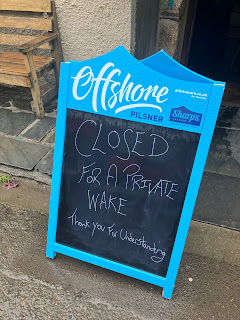 Offshore
PILSNER
Sharp's
CLOSED
FOR A PRIVATE
WAKE
Thank you For Understanding